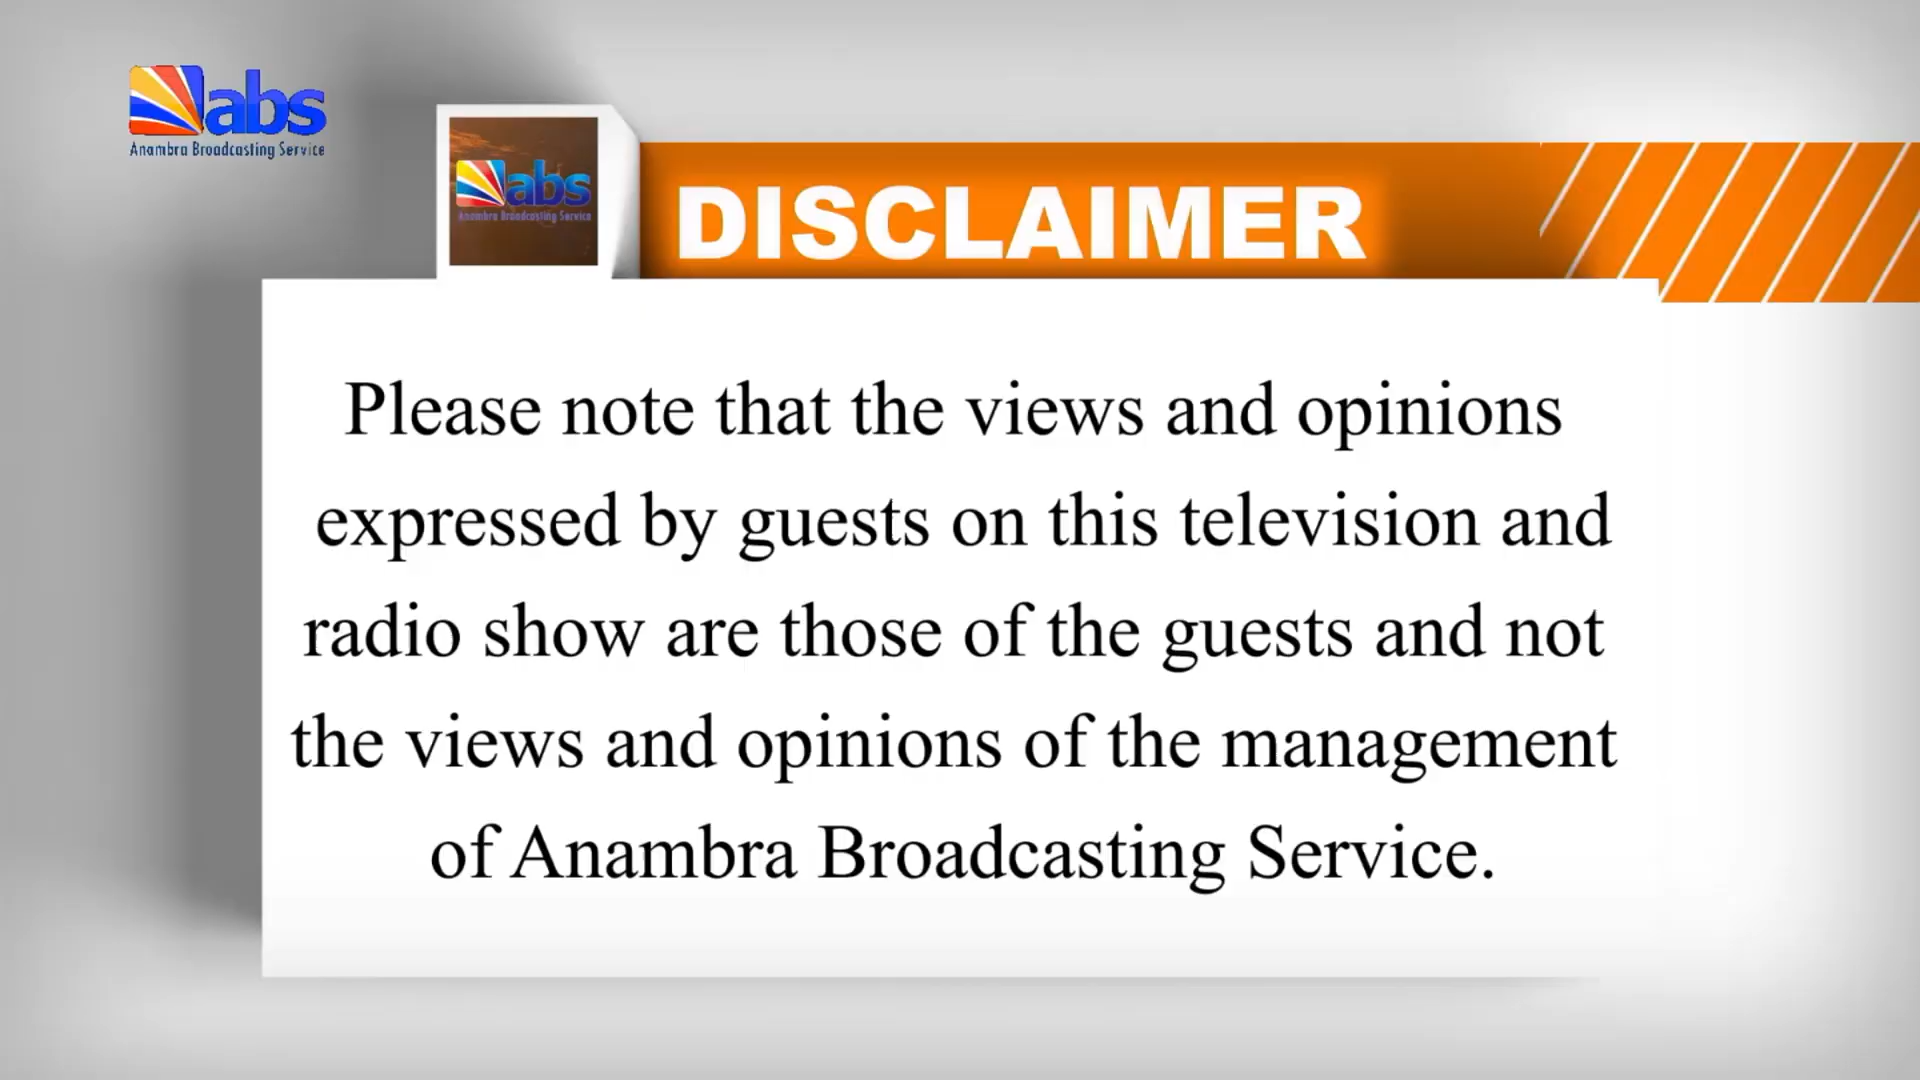 abs
Anambra Broadcasting Service
abs
Anambra Broadcasting Service
DISCLAIMER
Please note that the views and opinions
expressed by guests on this television and
radio show are those of the guests and not
the views and opinions of the management
of Anambra Broadcasting Service.